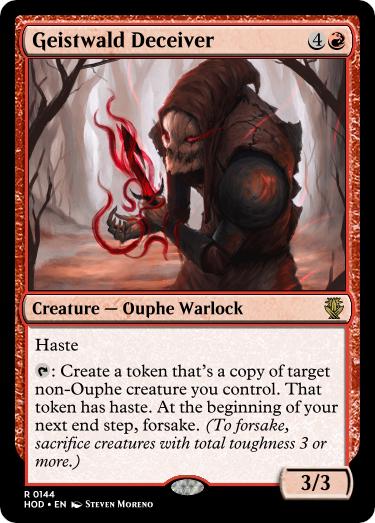 Geistwald Deceiver 4
Creature — Ouphe Warlock
Haste
: Create a token that's a copy of target
non-Ouphe creature you control. That
token has haste. At the beginning of your
next end step, forsake. (To forsake,
sacrifice creatures with total toughness 3 or
more.)
3/3
R 0144
HOD • EN Steven Moreno